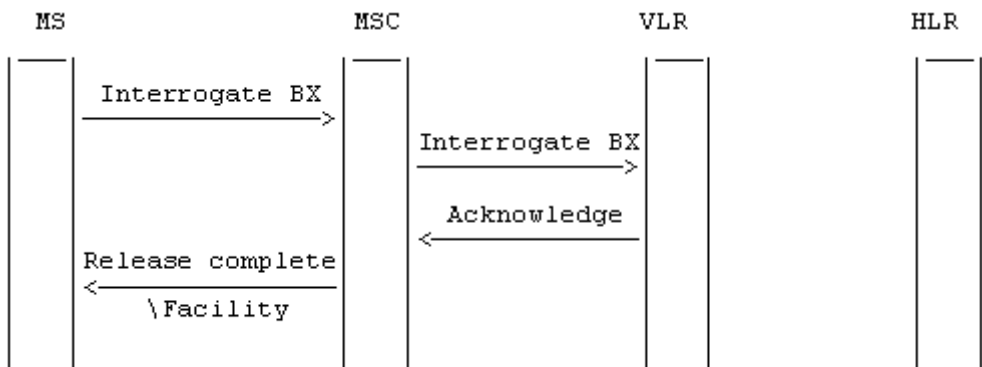 MS MSC VLR HLR
Interrogate BX
Interrogate BX
Acknowledge
Release complete
\Facility